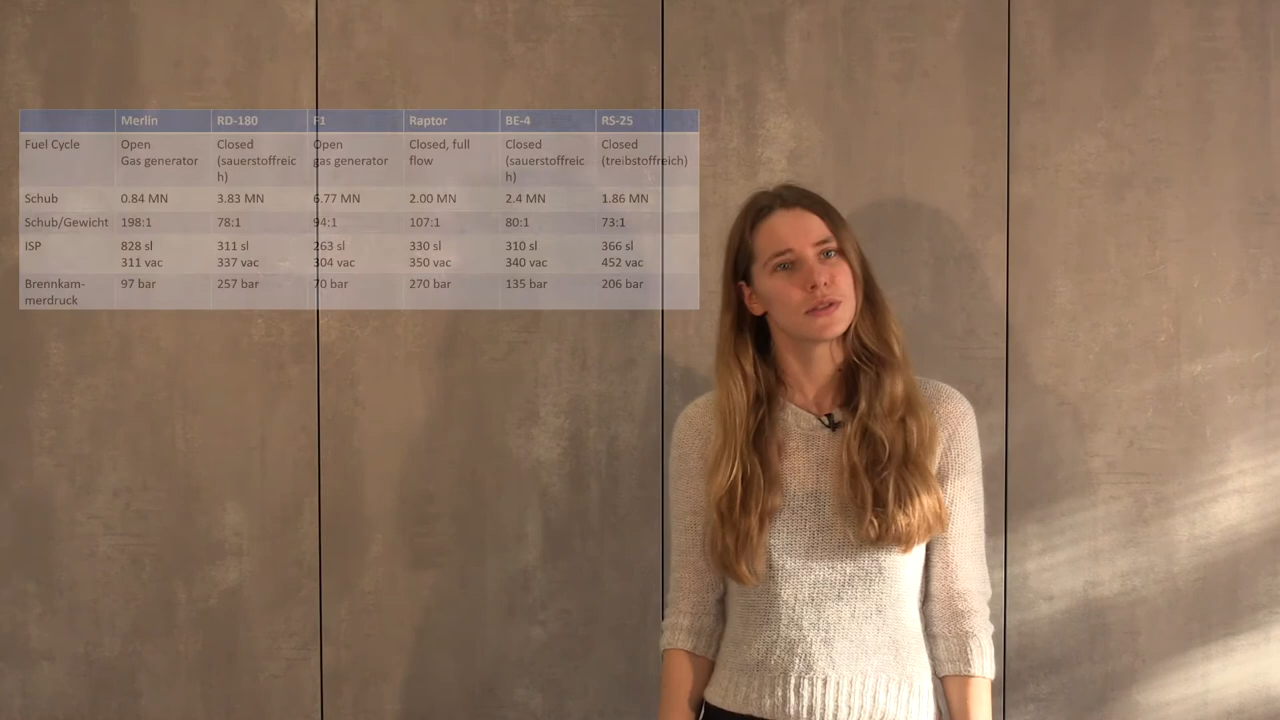 Merlin RD-180 F1 Raptor BE-4 RS-25
Fuel Cycle Open Closed Open Closed, full Closed Closed
Gas generator (sauerstoffreic gas generator flow (sauerstoffreic (treibstoffreich)
h) h)
Schub 0.84 MN 3.83 MN 6.77 MN 2.00 MN 2.4 MN 1.86 MN
Schub/Gewicht 198:1 78:1 94:1 107:1 80:1 73:1
ISP 828 sl 311 sl 263 sl 330 sl 310 sl 366 sl
311 vac 337 vac 304 vac 350 vac 340 vac 452 vac
Brennkam- 97 bar 257 bar 70 bar 270 bar 135 bar 206 bar
merdruck